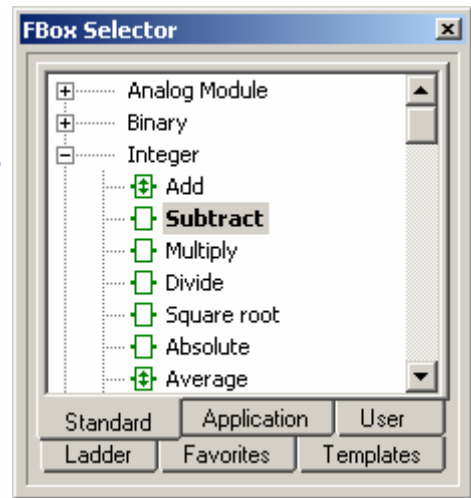 FBox Selector
Analog Module
Binary
Integer
Add
Subtract
Multiply
Divide
Square root
Absolute
Average
Standard Application User
Ladder Favorites Templates